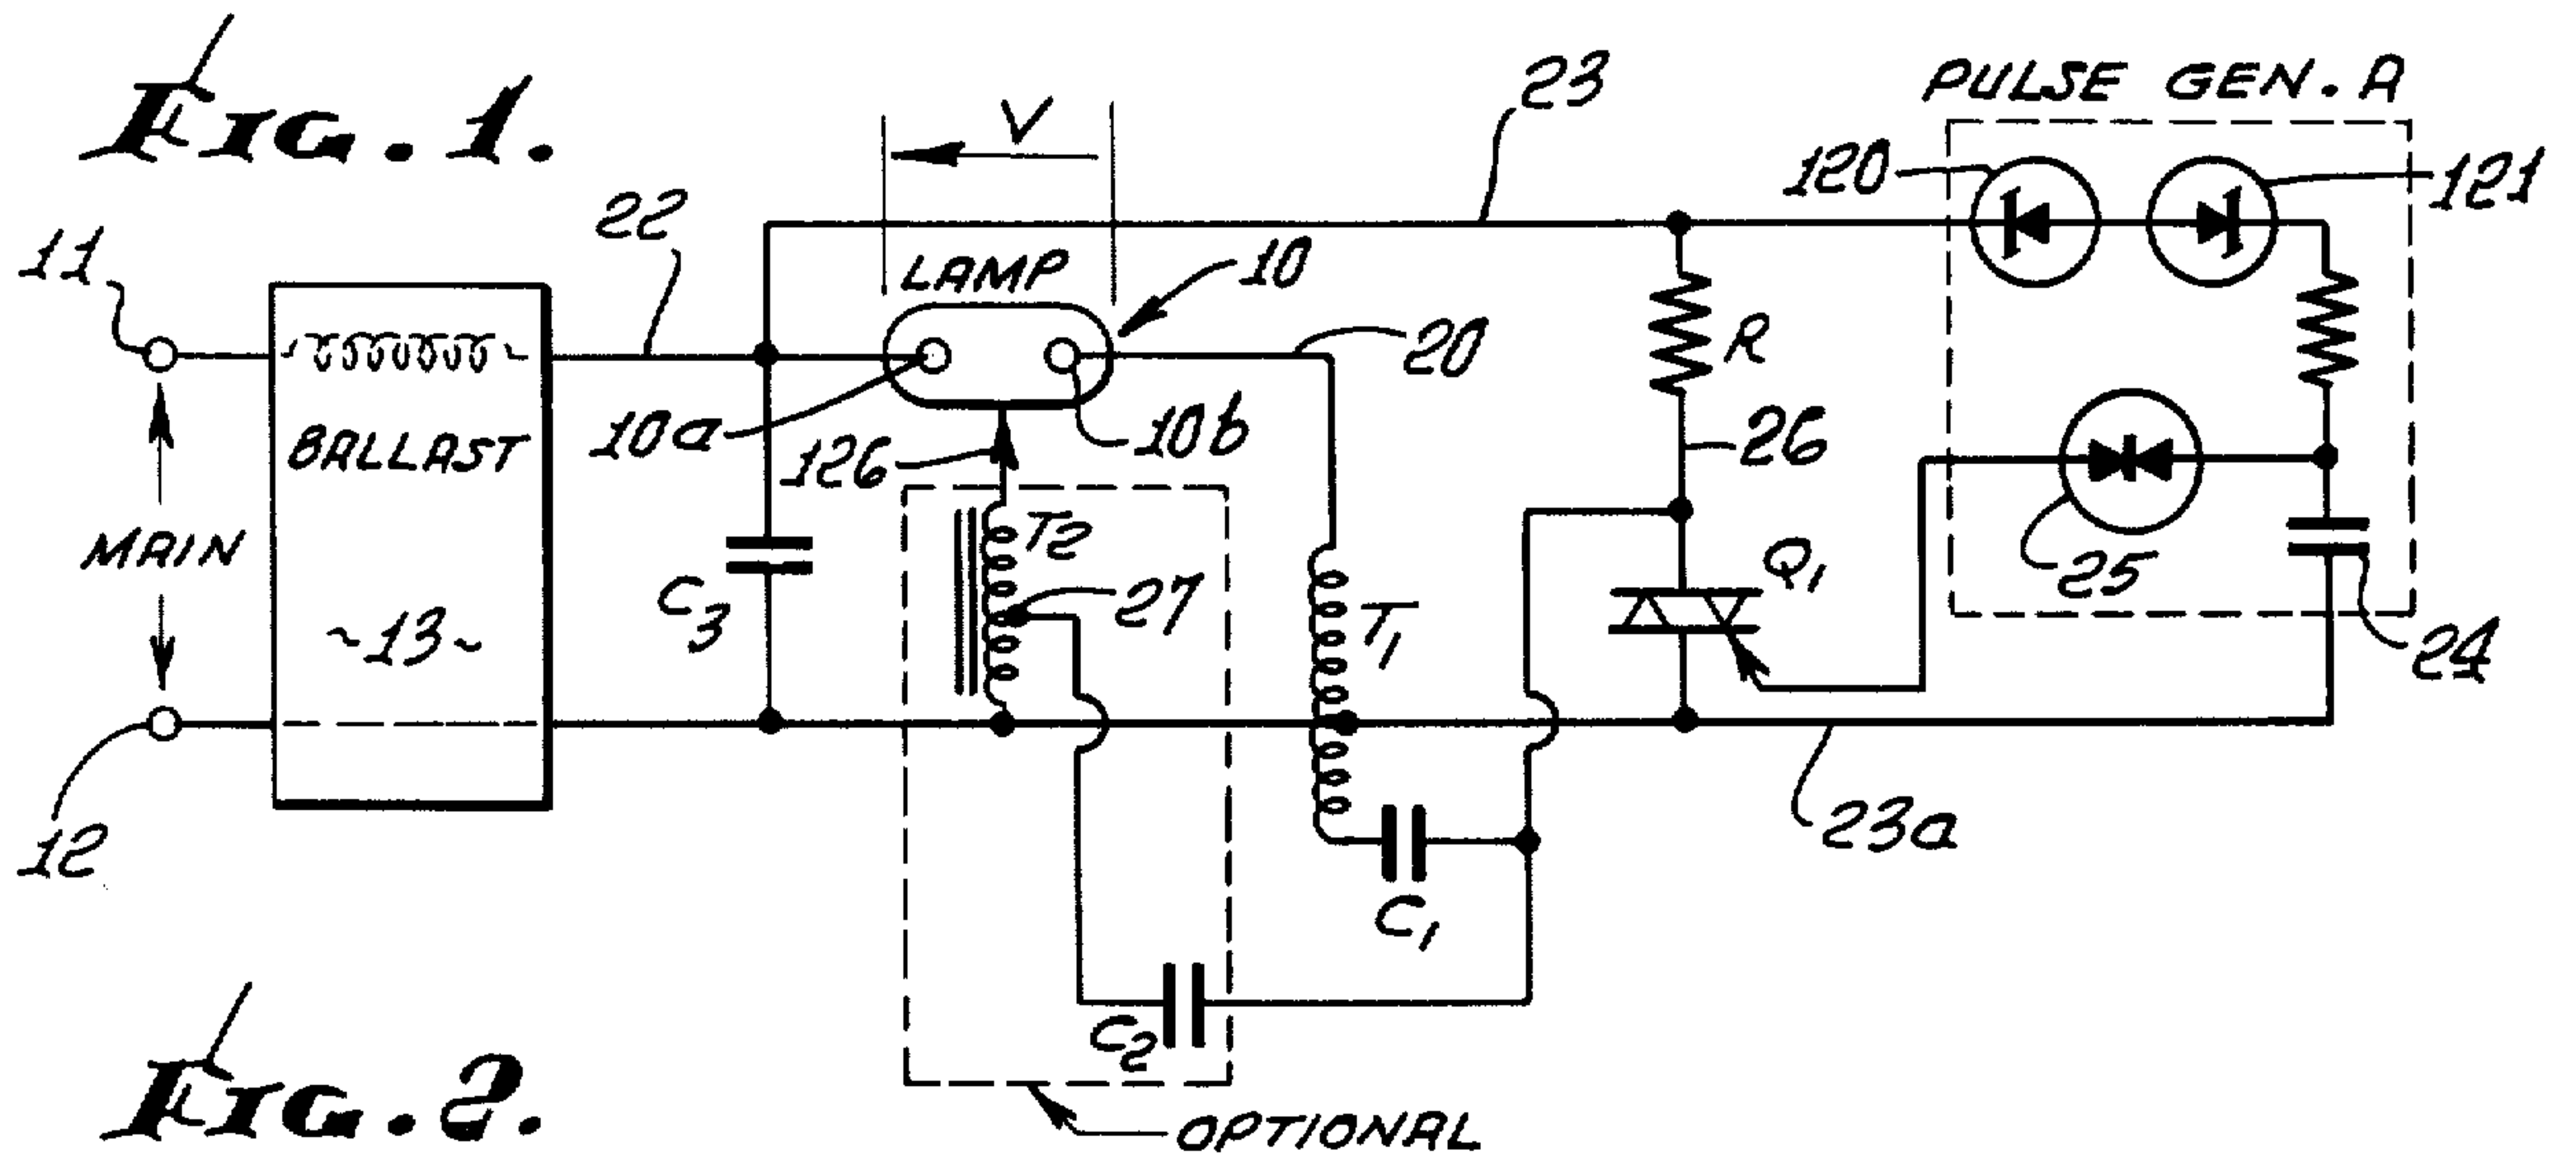 FIG. 1.
V
23
PULSE GEN. A
120
121
22
11
LAMP
10
20
R
10a
10b
126
26
BALLAST
MAIN
T2
27
C3
T1
Q1
25
24
~13~
12
23a
C1
C2
OPTIONAL
FIG. 2.